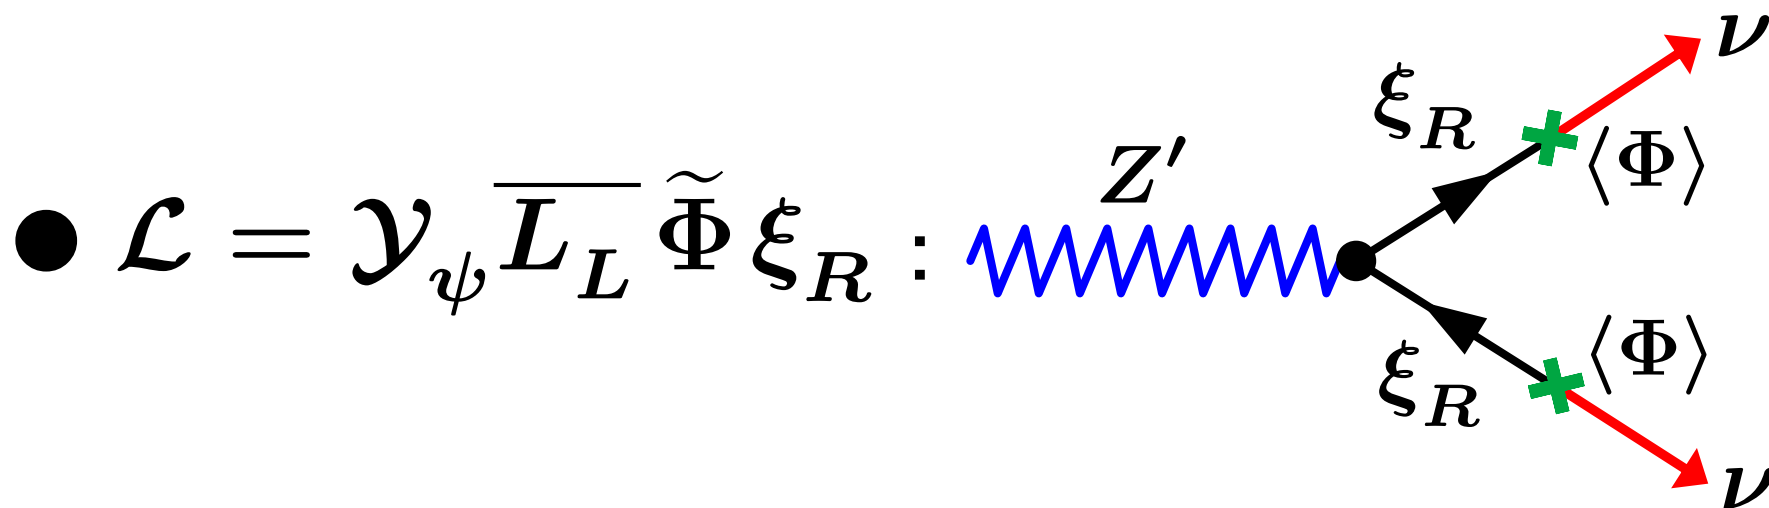 ● 𝓛 = 𝒴_ψ \overline{L_L} \widetilde{Φ} ξ_R :
Z′
ξ_R
ν
⟨Φ⟩
⟨Φ⟩
ξ_R
ν